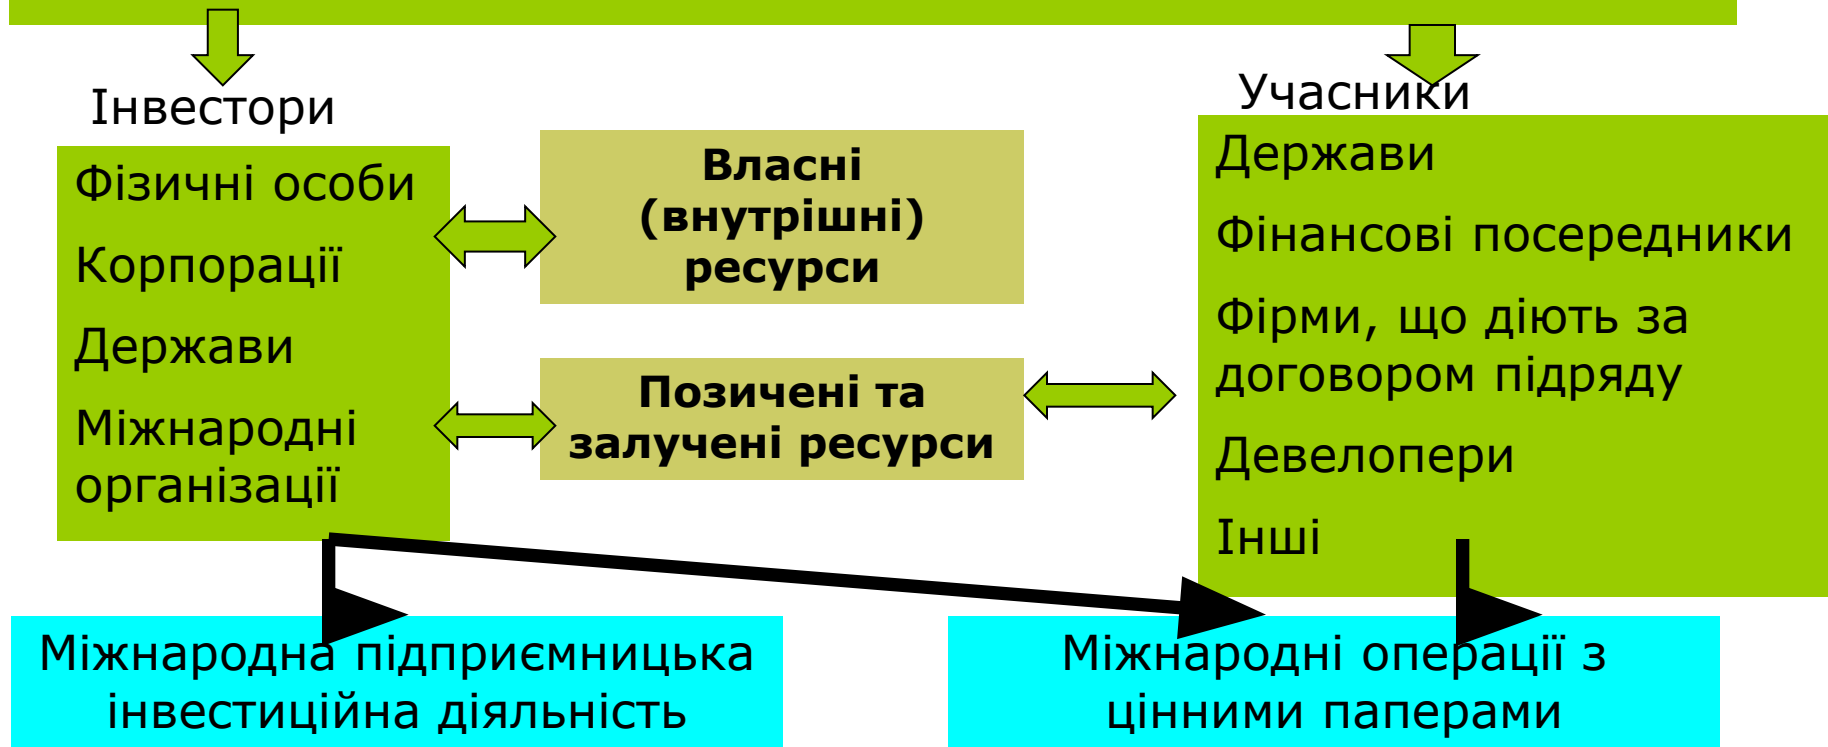 Інвестори
Фізичні особи
Корпорації
Держави
Міжнародні
організації
Власні
(внутрішні)
ресурси
Позичені та
залучені ресурси
Учасники
Держави
Фінансові посередники
Фірми, що діють за
договором підряду
Девелопери
Інші
Міжнародна підприємницька
інвестиційна діяльність
Міжнародні операції з
цінними паперами